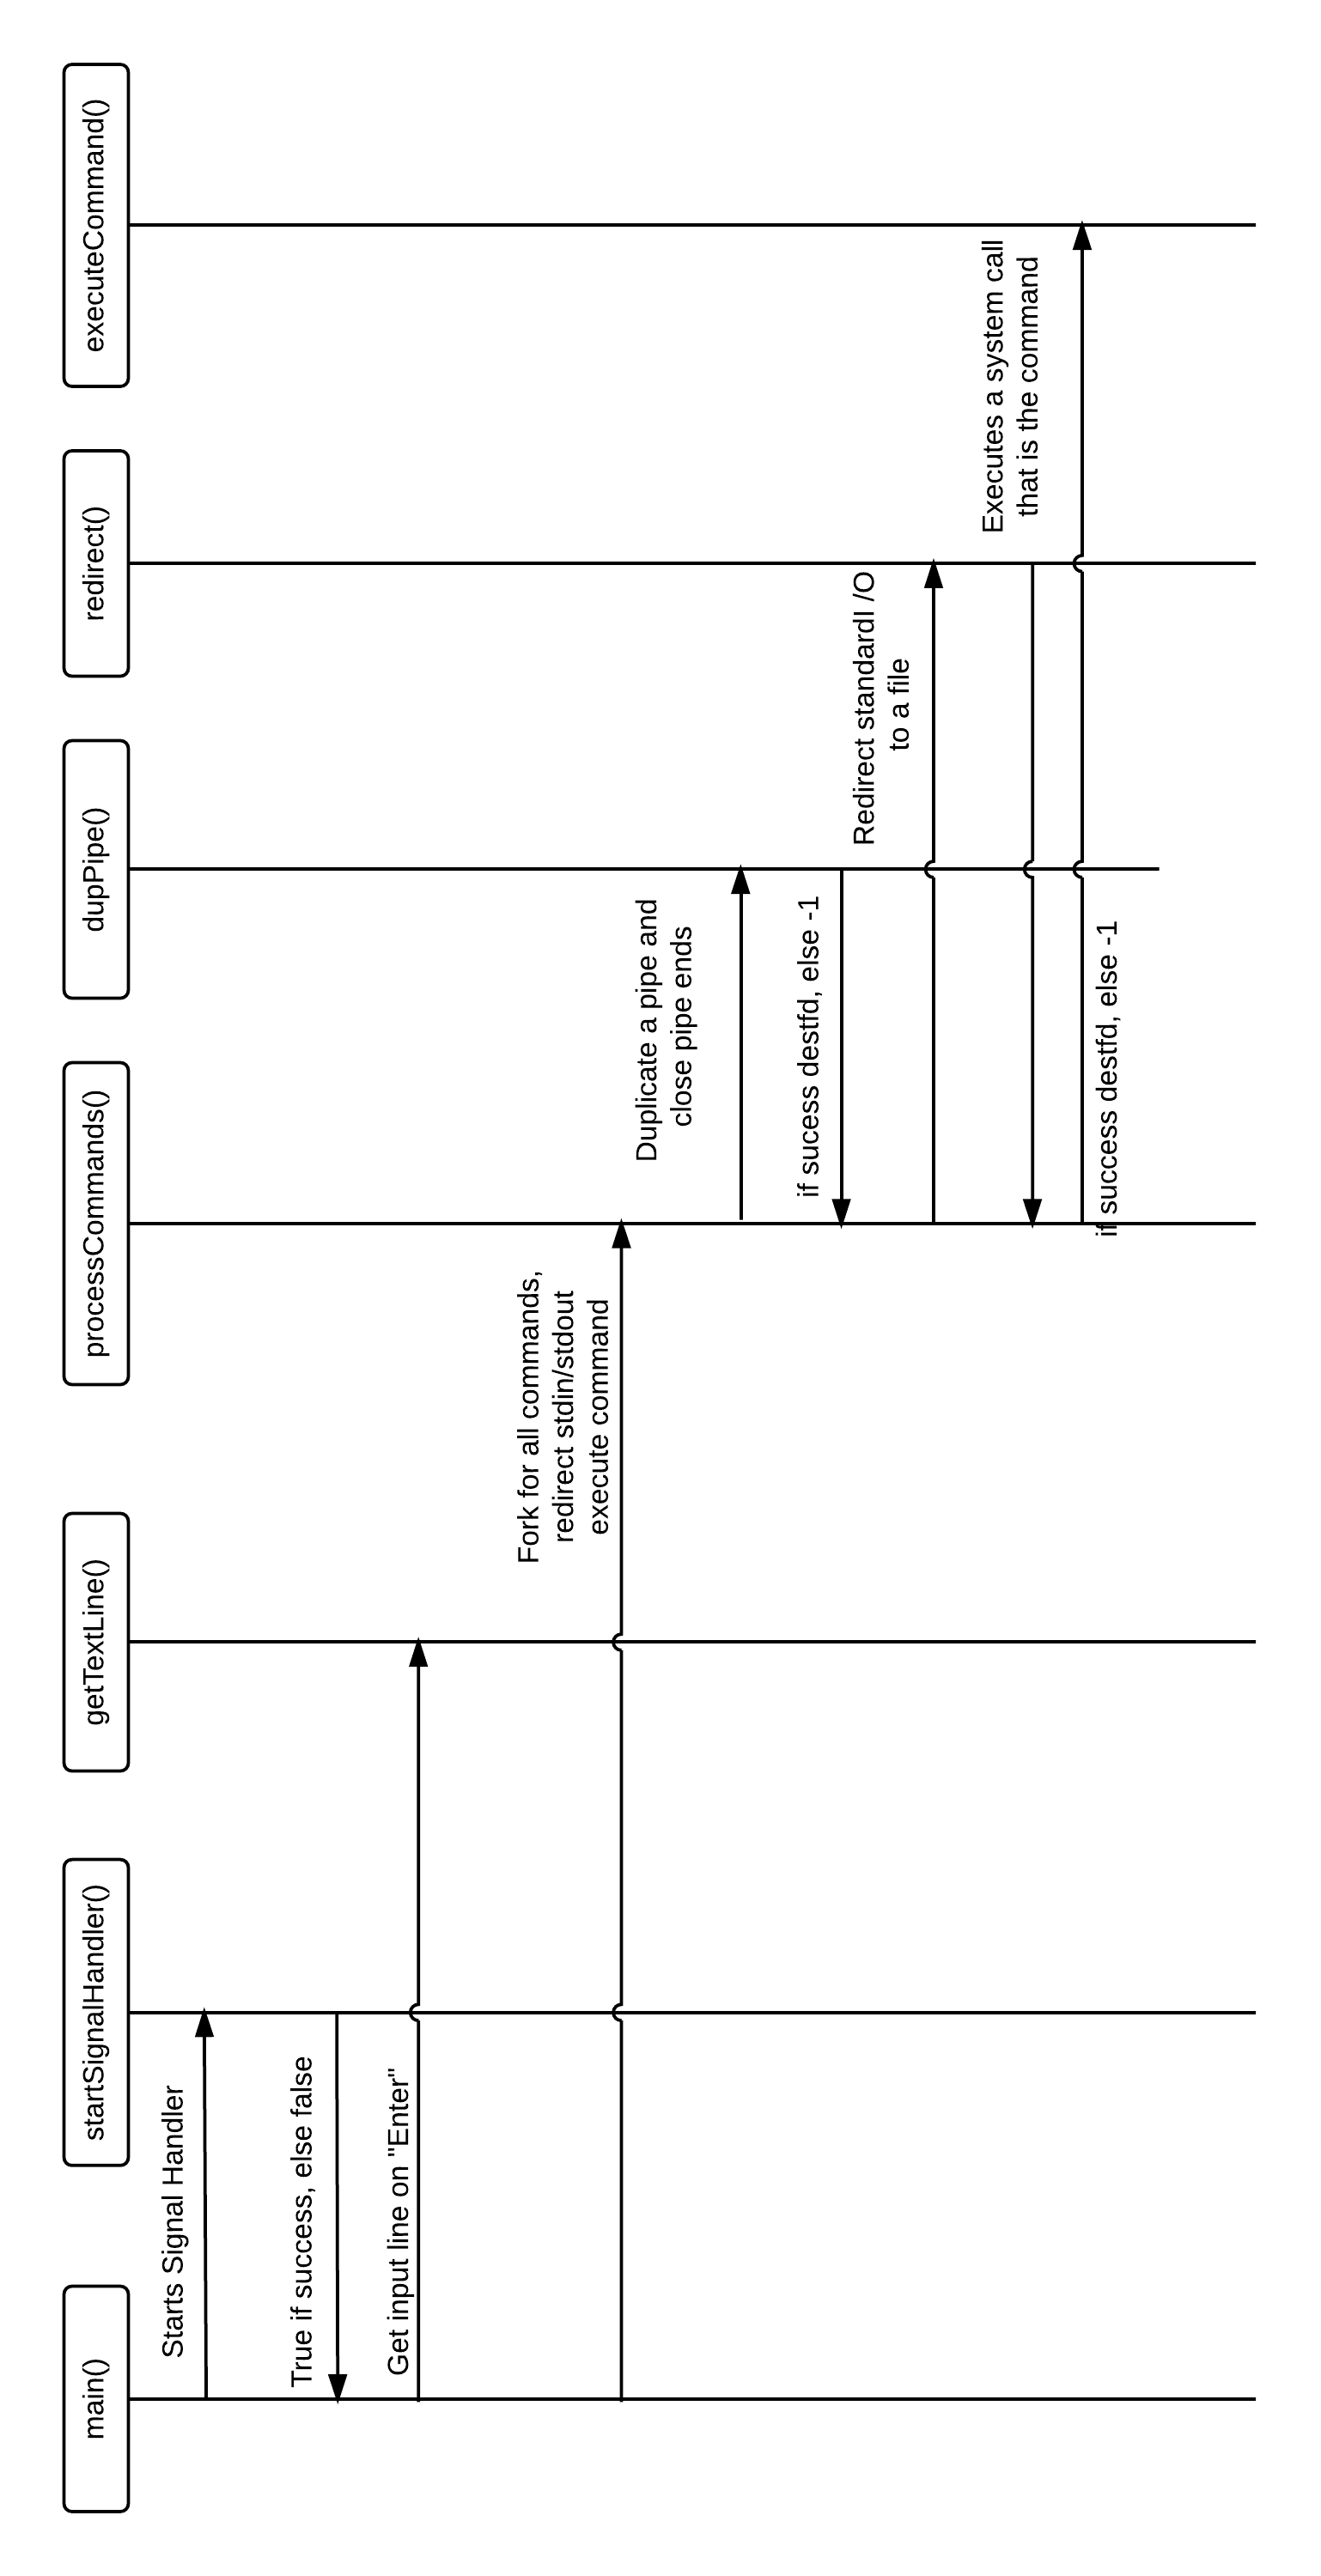 main()
startSignalHandler()
getTextLine()
processCommands()
dupPipe()
redirect()
executeCommand()
Starts Signal Handler
True if success, else false
Get input line on "Enter"
Fork for all commands,
redirect stdin/stdout
execute command
Duplicate a pipe and
close pipe ends
if sucess destfd, else -1
Redirect standardI /O
to a file
Executes a system call
that is the command
if success destfd, else -1